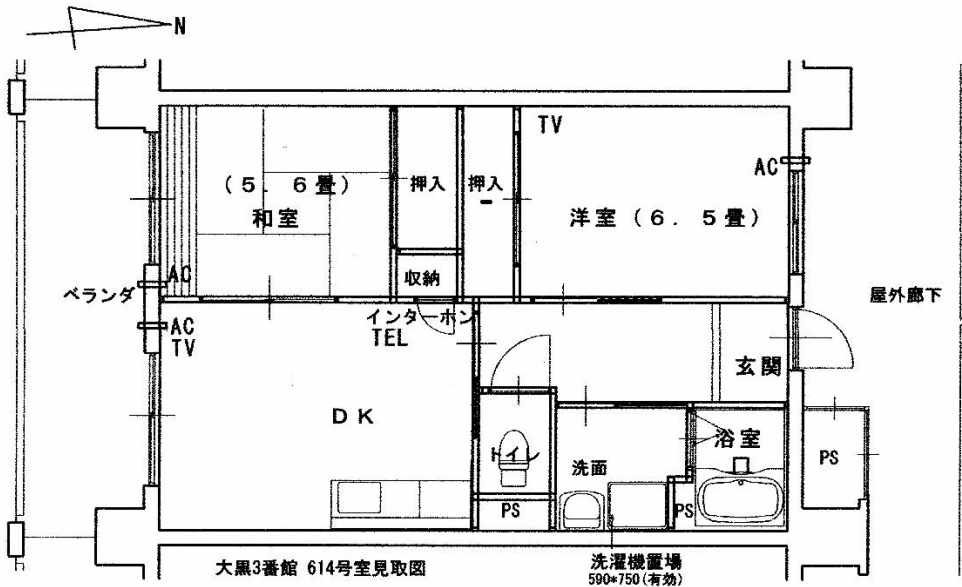 N
TV
AC
(5.6畳)
和室
押入
押入
洋室(6.5畳)
収納
AC
ベランダ
屋外廊下
インターホン
TEL
AC
TV
玄関
DK
浴室
トイレ
洗面
PS
PS
PS
大黒3番館 614号室見取図
洗濯機置場
590*750(有効)